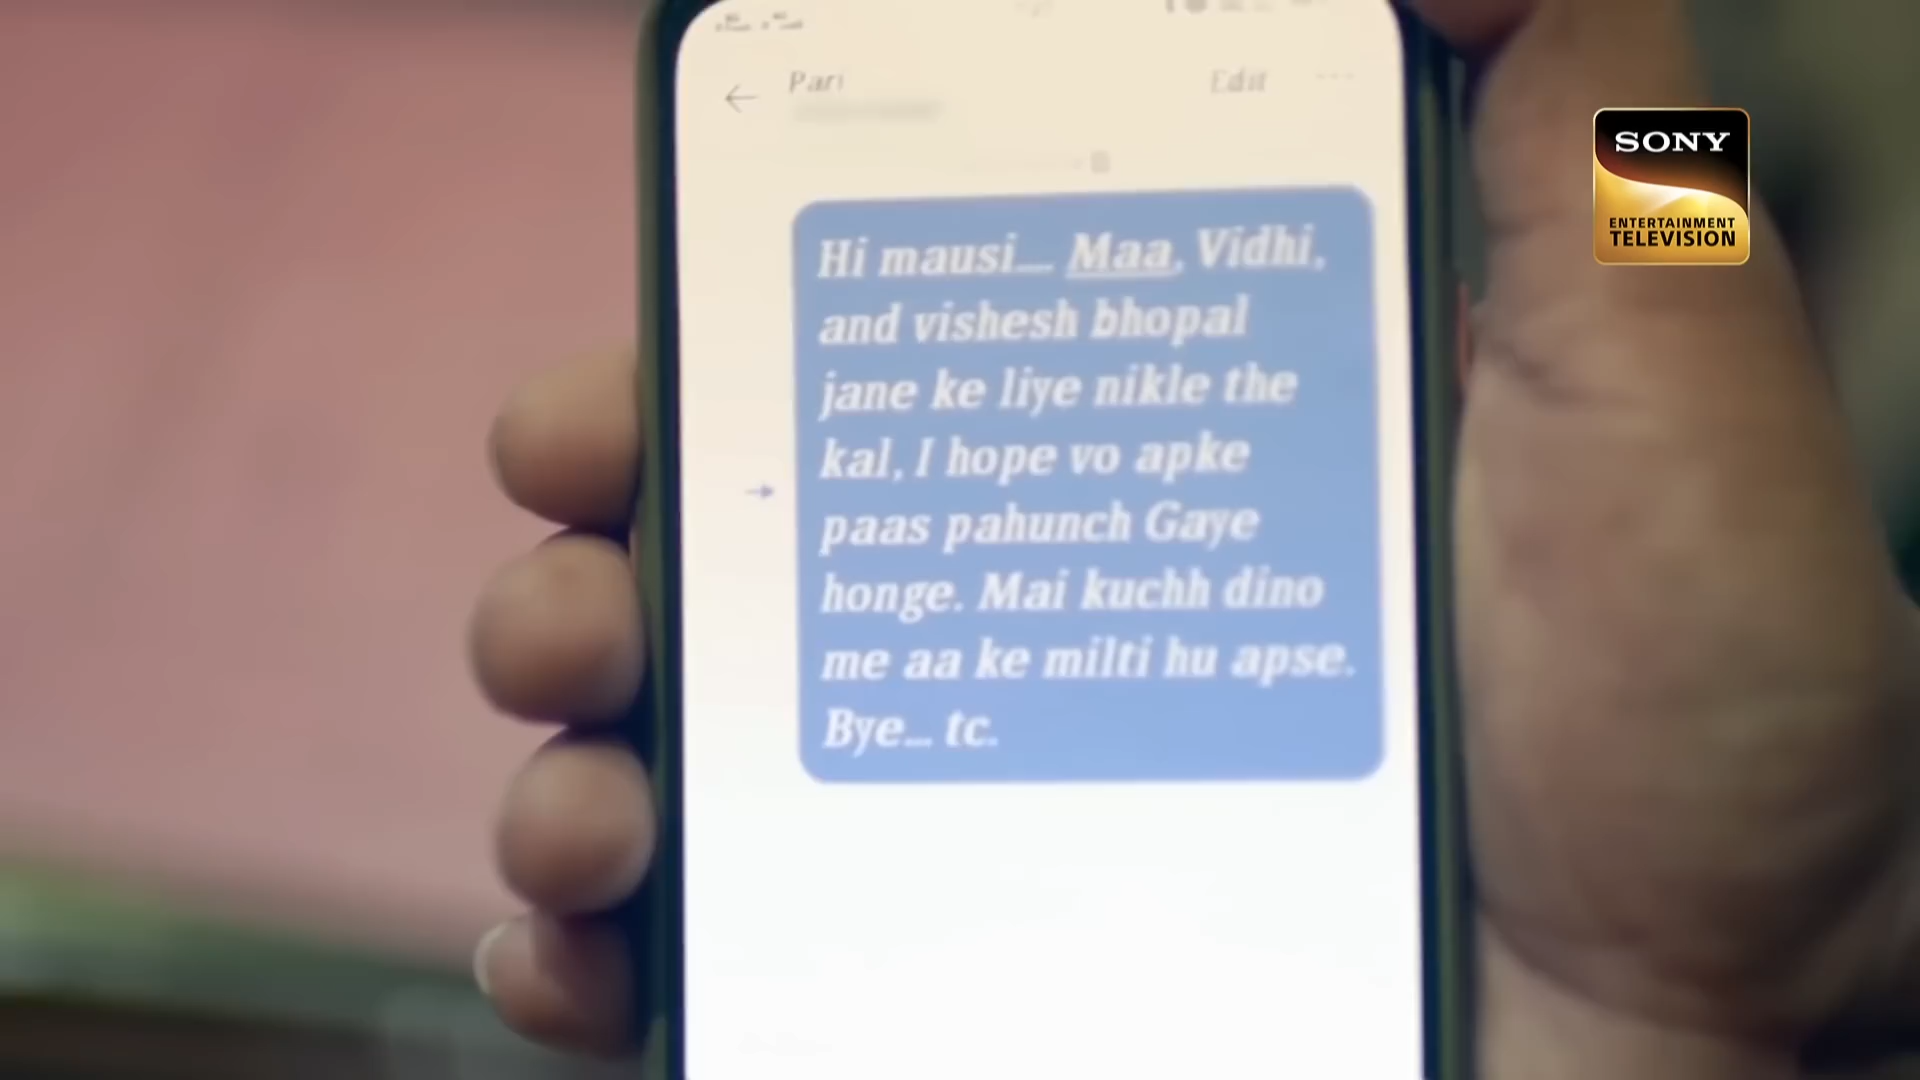 Pari
Edit
SONY
ENTERTAINMENT
TELEVISION
Hi mausi... Maa, Vidhi,
and vishesh bhopal
jane ke liye nikle the
kal, I hope vo apke
paas pahunch Gaye
honge. Mai kuchh dino
me aa ke milti hu apse.
Bye... tc.